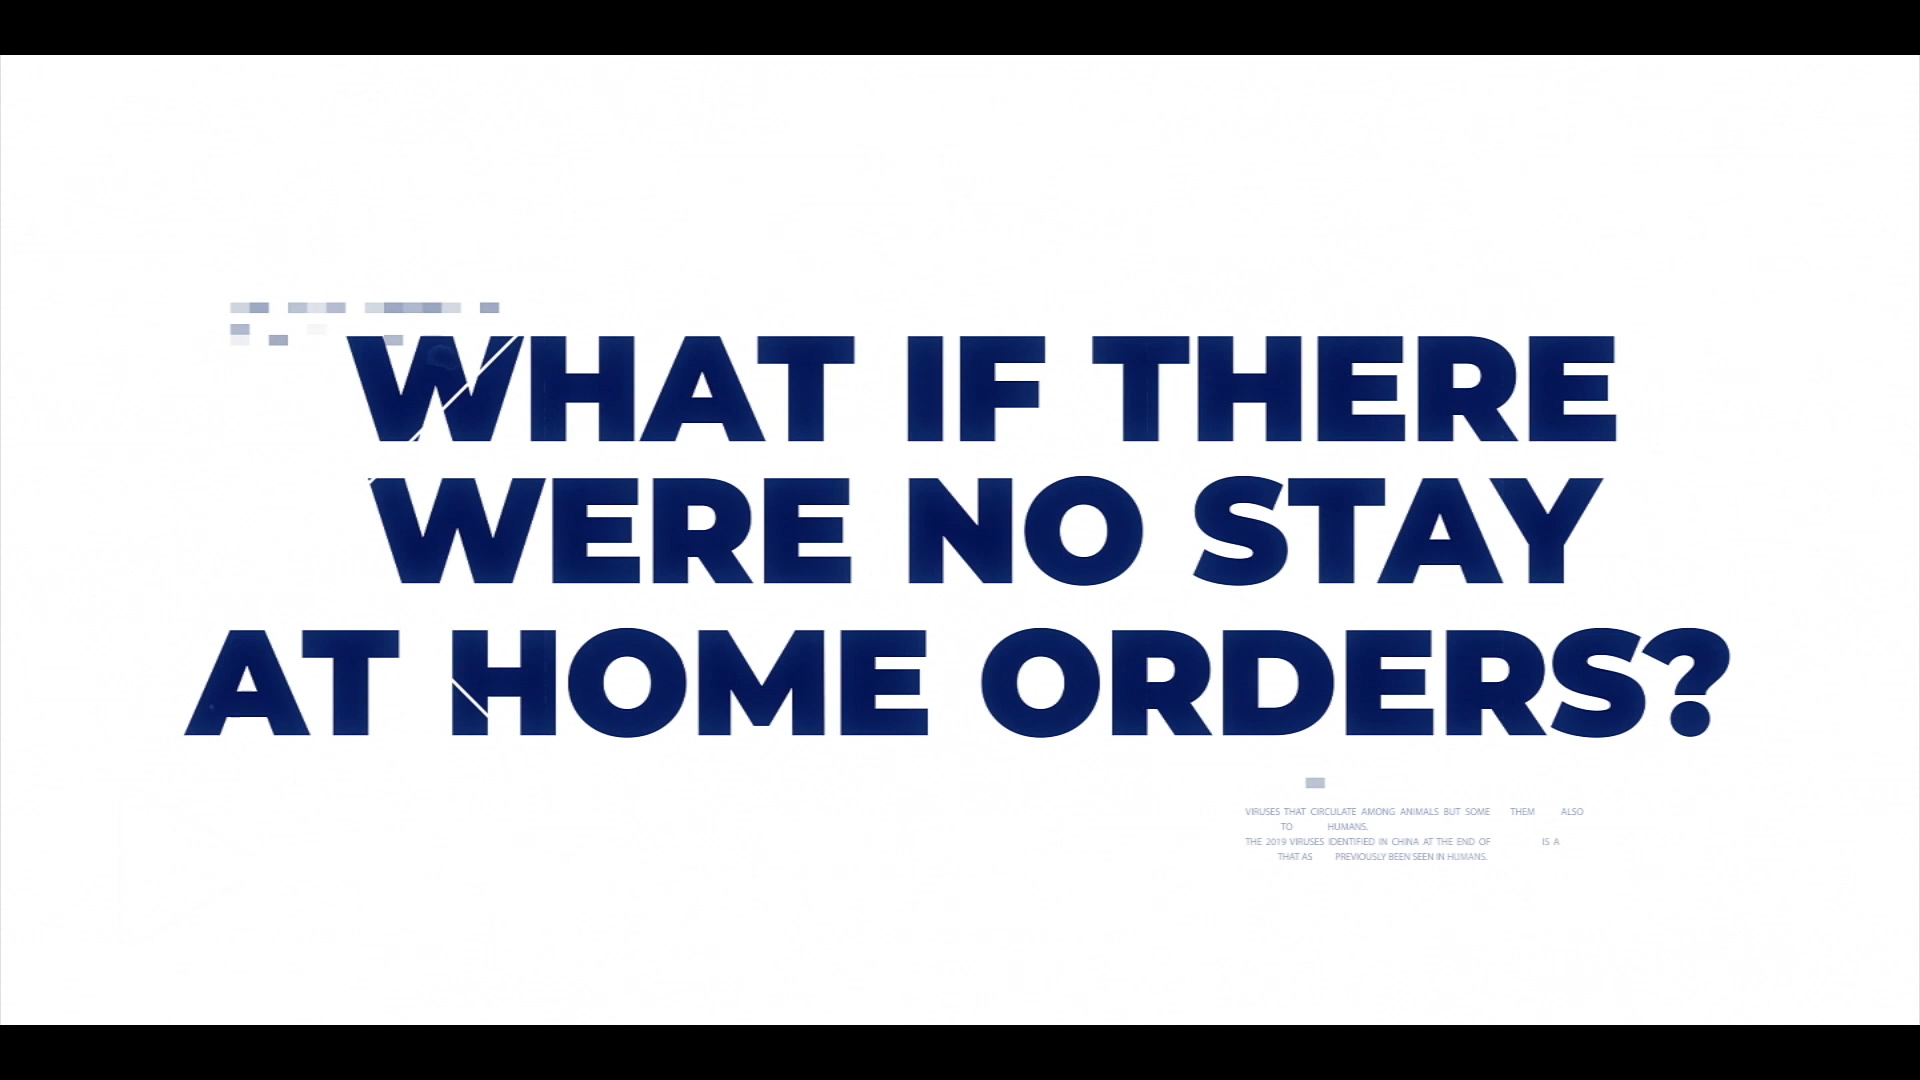 WHAT IF THERE
WERE NO STAY
AT HOME ORDERS?
VIRUSES THAT CIRCULATE AMONG ANIMALS BUT SOME THEM ALSO
TO HUMANS.
THE 2019 VIRUSES IDENTIFIED IN CHINA AT THE END OF IS A
THAT AS PREVIOUSLY BEEN SEEN IN HUMANS.